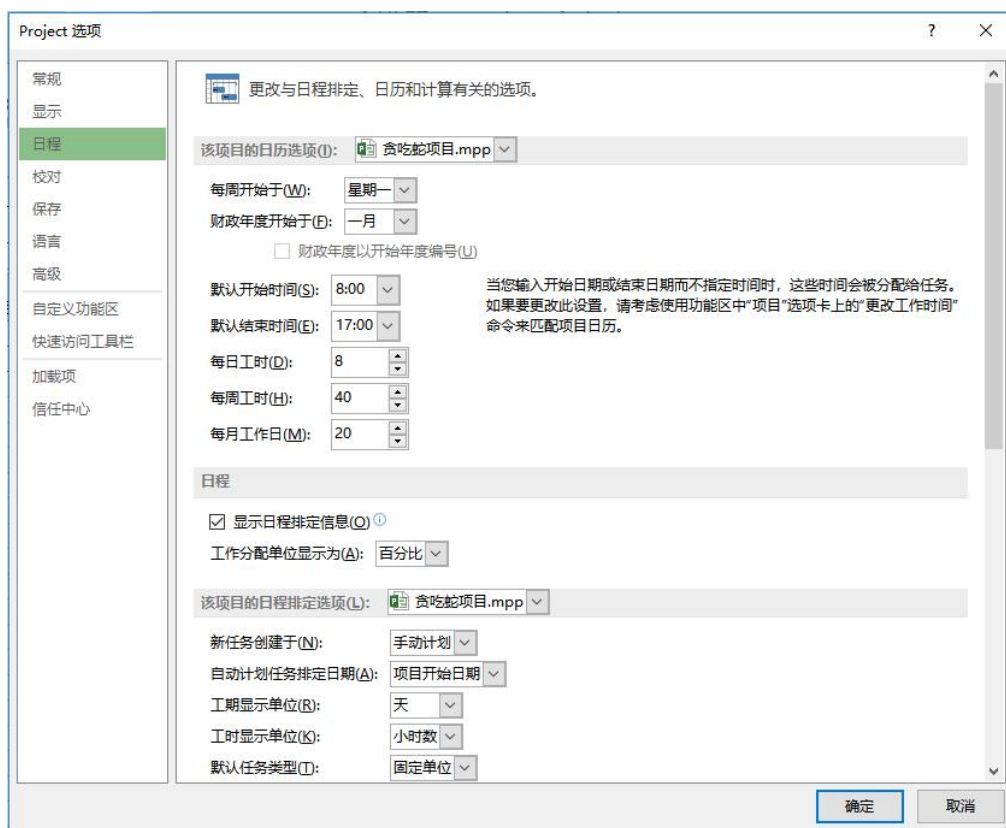 Project 选项
?
常规
显示
日程
校对
保存
语言
高级
自定义功能区
快速访问工具栏
加载项
信任中心
更改与日程排定、日历和计算有关的选项。
该项目的日历选项(I): 贪吃蛇项目.mpp
每周开始于(W): 星期一
财政年度开始于(F): 一月
财政年度以开始年度编号(U)
默认开始时间(S): 8:00
默认结束时间(E): 17:00
当您输入开始日期或结束日期而不指定时间时，这些时间会被分配给任务。
如果要更改此设置，请考虑使用功能区中“项目”选项卡上的“更改工作时间”
命令来匹配项目日历。
每日工时(D): 8
每周工时(H): 40
每月工作日(M): 20
日程
显示日程排定信息(O)
工作分配单位显示为(A): 百分比
该项目的日程排定选项(L): 贪吃蛇项目.mpp
新任务创建于(N): 手动计划
自动计划任务排定日期(A): 项目开始日期
工期显示单位(R): 天
工时显示单位(K): 小时数
默认任务类型(T): 固定单位
确定 取消